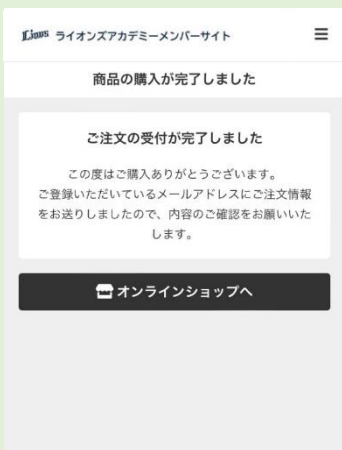 Lions ライオンズアカデミーメンバーサイト
商品の購入が完了しました
ご注文の受付が完了しました
この度はご購入ありがとうございます。
ご登録いただいているメールアドレスにご注文情報
をお送りしましたので、内容のご確認をお願いいた
します。
オンラインショップへ